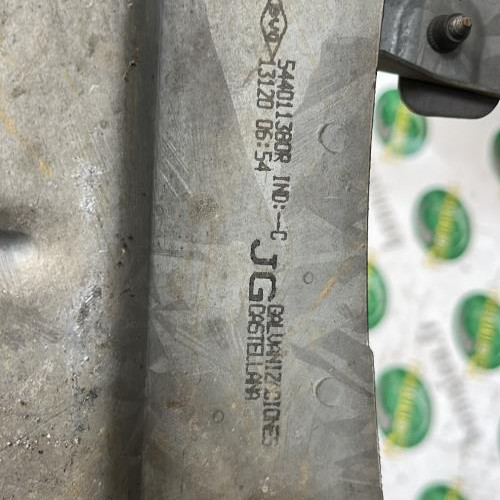 544011380R IND:-C
13120 06:54
JG GALVANIZACIONES
CASTELLANA